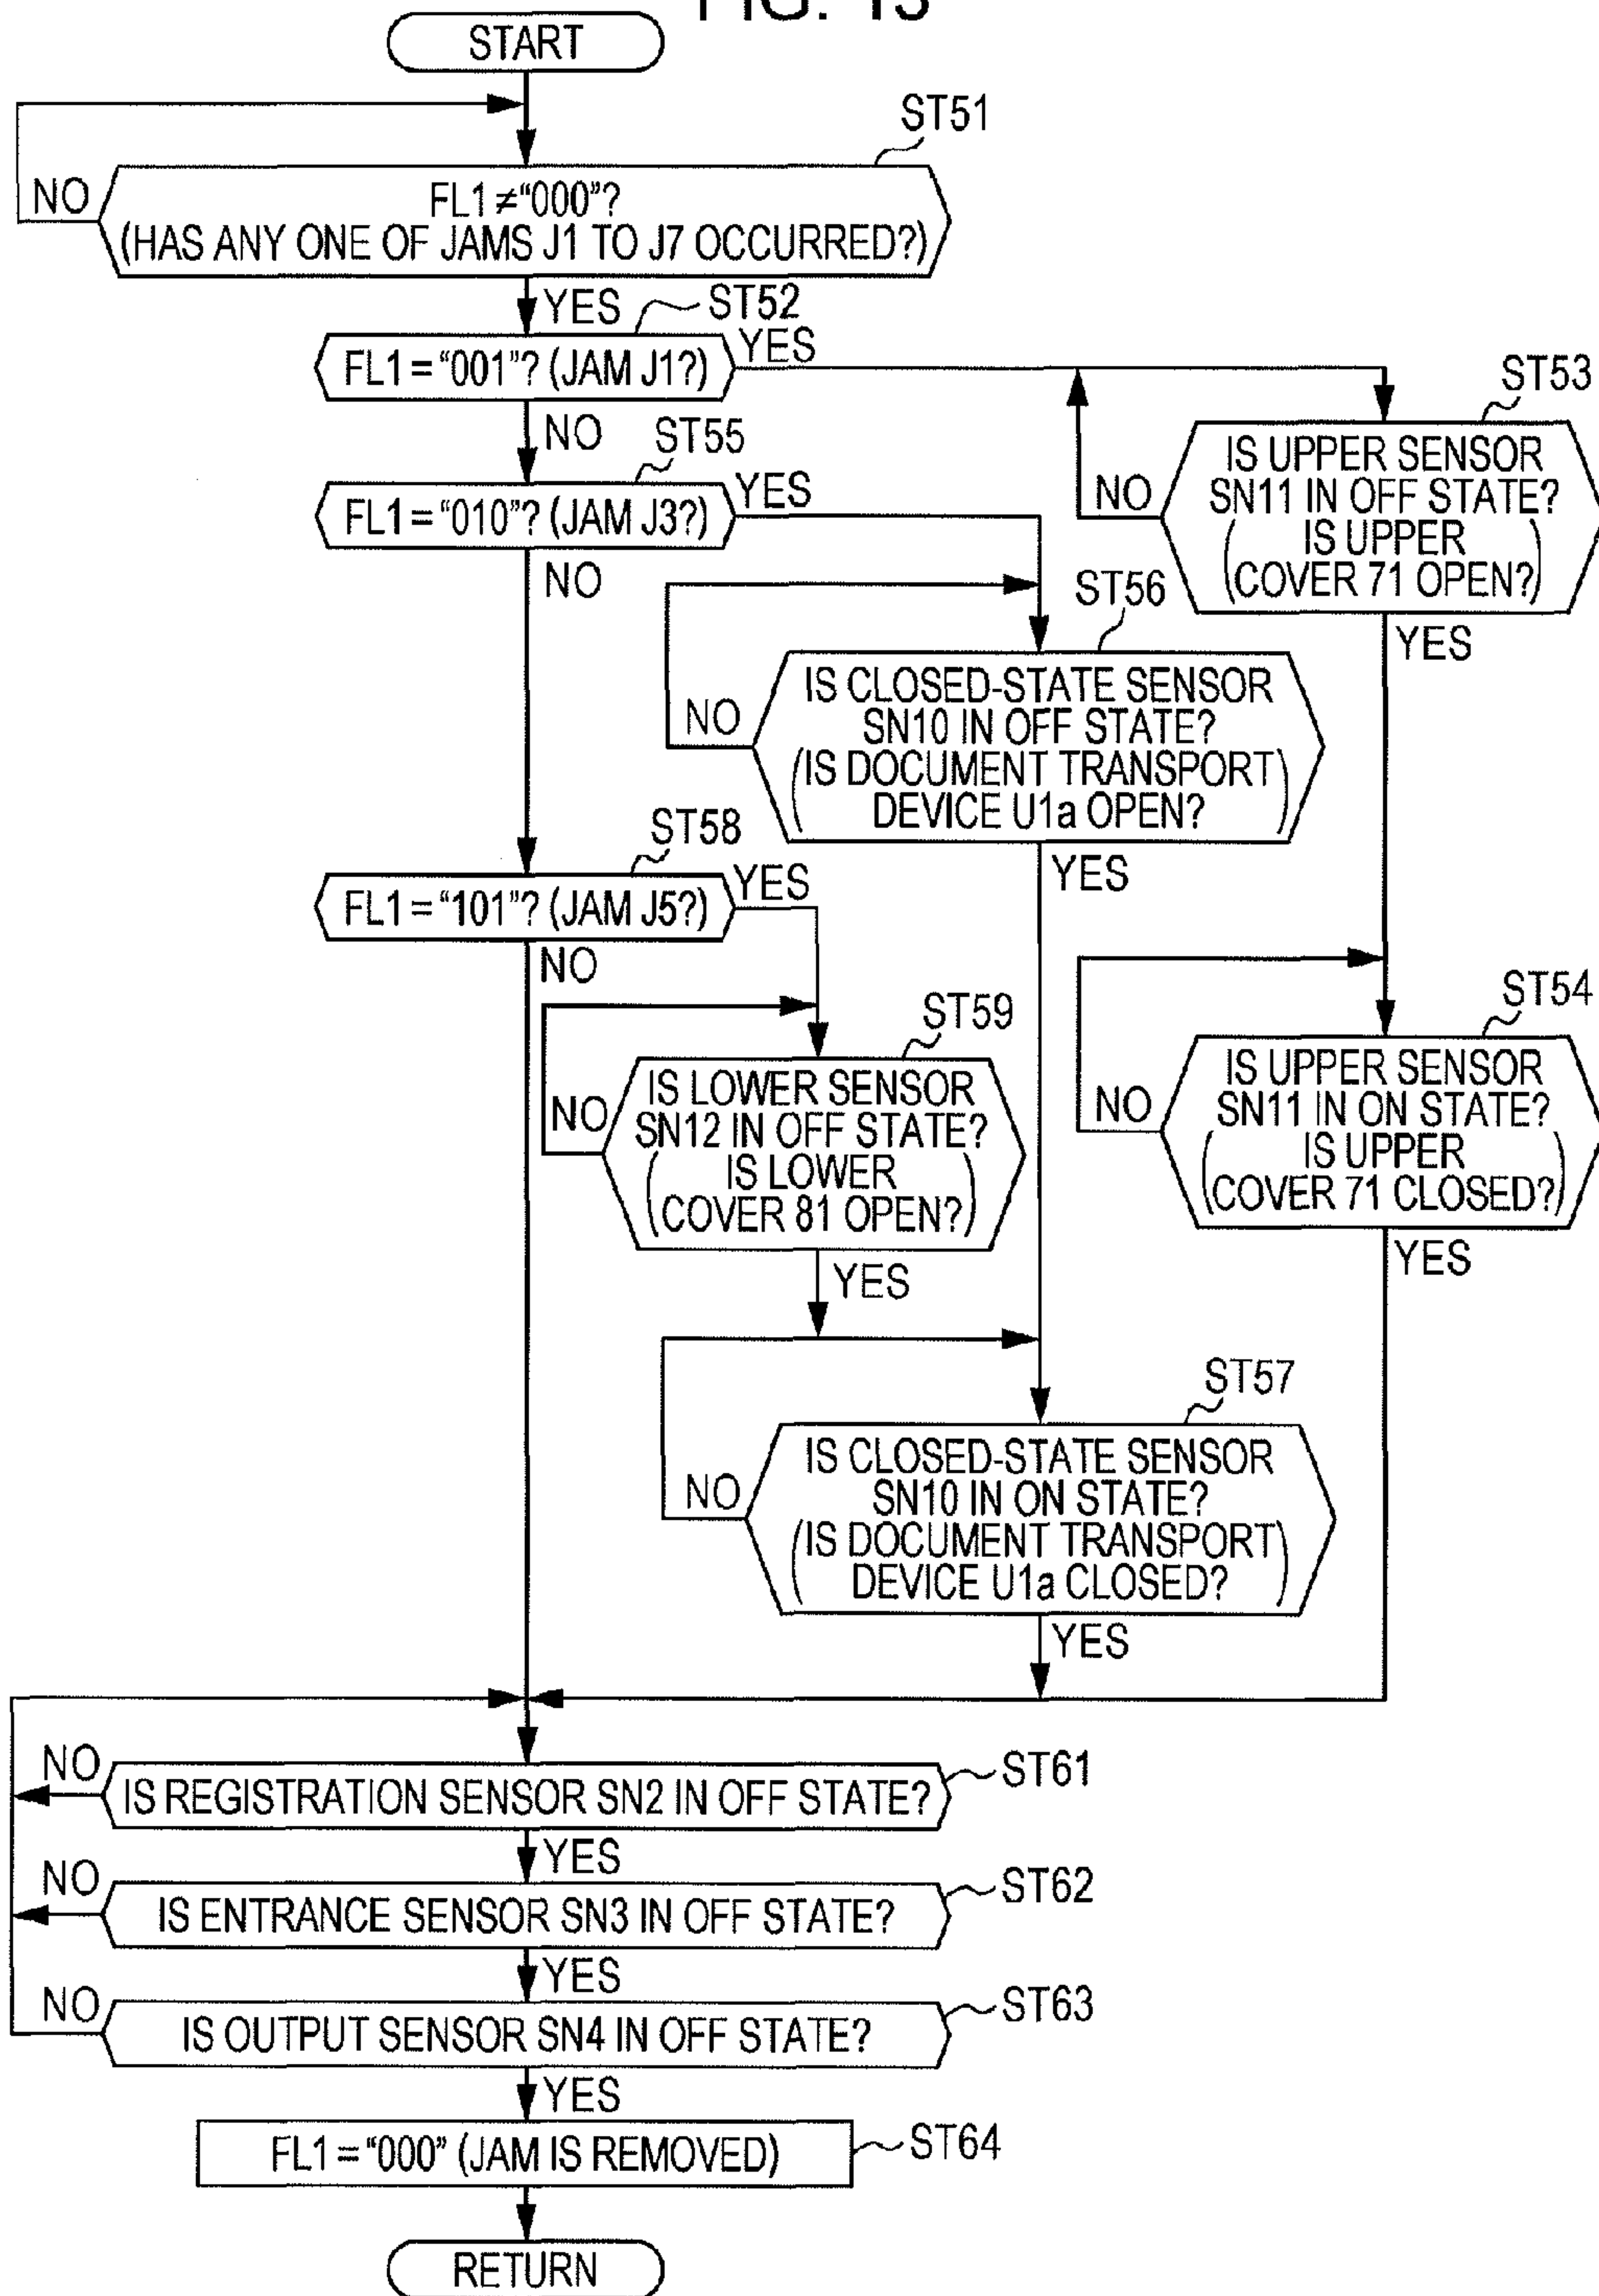 FIG. 13
START
ST51
NO
FL1 ≠ “000”?
(HAS ANY ONE OF JAMS J1 TO J7 OCCURRED?)
YES
ST52
FL1 = “001”? (JAM J1?)
YES
NO
ST53
IS UPPER SENSOR
SN11 IN OFF STATE?
(IS UPPER
COVER 71 OPEN?)
NO
YES
ST55
FL1 = “010”? (JAM J3?)
YES
NO
ST56
IS CLOSED-STATE SENSOR
SN10 IN OFF STATE?
(IS DOCUMENT TRANSPORT
DEVICE U1a OPEN?)
NO
YES
ST58
FL1 = “101”? (JAM J5?)
YES
NO
ST59
IS LOWER SENSOR
SN12 IN OFF STATE?
(IS LOWER
COVER 81 OPEN?)
NO
YES
ST54
IS UPPER SENSOR
SN11 IN ON STATE?
(IS UPPER
COVER 71 CLOSED?)
NO
YES
ST57
IS CLOSED-STATE SENSOR
SN10 IN ON STATE?
(IS DOCUMENT TRANSPORT
DEVICE U1a CLOSED?)
NO
YES
NO
IS REGISTRATION SENSOR SN2 IN OFF STATE?
ST61
YES
NO
IS ENTRANCE SENSOR SN3 IN OFF STATE?
ST62
YES
NO
IS OUTPUT SENSOR SN4 IN OFF STATE?
ST63
YES
FL1 = “000” (JAM IS REMOVED)
ST64
RETURN